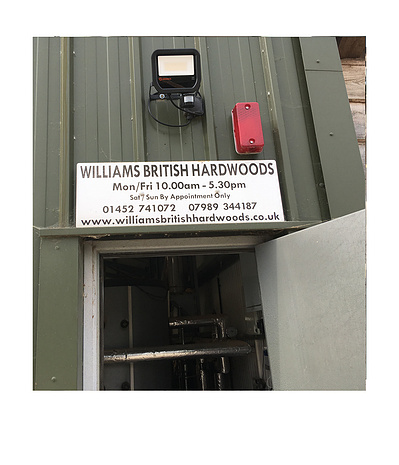 WILLIAMS BRITISH HARDWOODS
Mon/Fri 10.00am - 5.30pm
Sat/ Sun By Appointment Only
01452 741072 07989 344187
www.williamsbritishhardwoods.co.uk